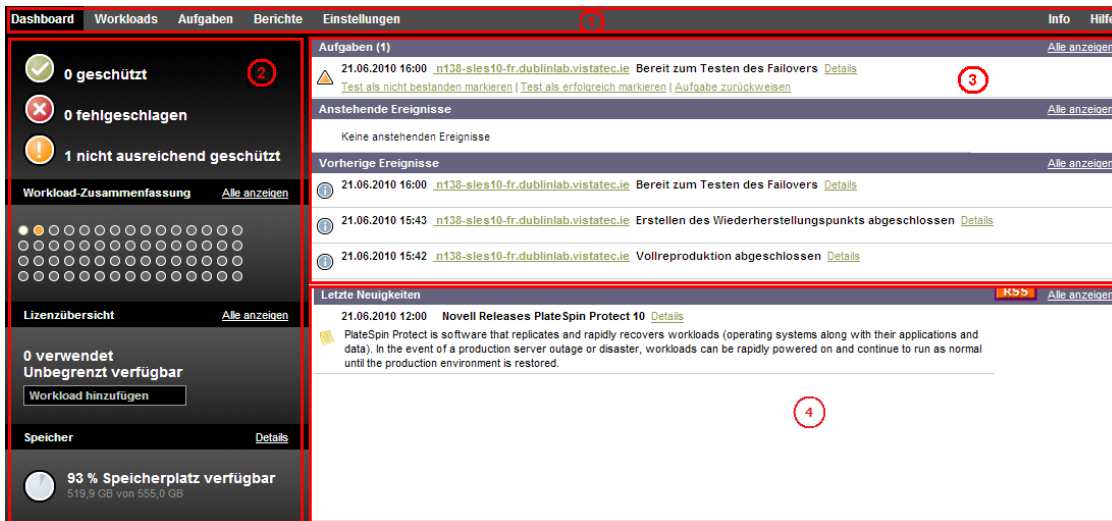 Dashboard Workloads Aufgaben Berichte Einstellungen Info Hilfe
1
2
0 geschützt
0 fehlgeschlagen
1 nicht ausreichend geschützt
Workload-Zusammenfassung Alle anzeigen
Lizenzübersicht Alle anzeigen
0 verwendet
Unbegrenzt verfügbar
Workload hinzufügen
Speicher Details
93 % Speicherplatz verfügbar
519,9 GB von 555,0 GB
Aufgaben (1) Alle anzeigen
21.06.2010 16:00 n138-sles10-fr.dublinlab.vistatec.ie Bereit zum Testen des Failovers Details
3
Test als nicht bestanden markieren | Test als erfolgreich markieren | Aufgabe zurückweisen
Anstehende Ereignisse Alle anzeigen
Keine anstehenden Ereignisse
Vorherige Ereignisse Alle anzeigen
21.06.2010 16:00 n138-sles10-fr.dublinlab.vistatec.ie Bereit zum Testen des Failovers Details
21.06.2010 15:43 n138-sles10-fr.dublinlab.vistatec.ie Erstellen des Wiederherstellungspunkts abgeschlossen Details
21.06.2010 15:42 n138-sles10-fr.dublinlab.vistatec.ie Vollreproduktion abgeschlossen Details
Letzte Neuigkeiten RSS Alle anzeigen
21.06.2010 12:00 Novell Releases PlateSpin Protect 10 Details
PlateSpin Protect is software that replicates and rapidly recovers workloads (operating systems along with their applications and
data). In the event of a production server outage or disaster, workloads can be rapidly powered on and continue to run as normal
until the production environment is restored.
4